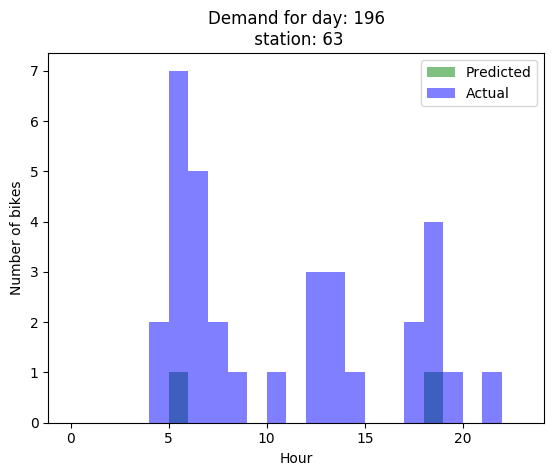 Demand for day: 196
station: 63
Predicted
Actual
Number of bikes
7
6
5
4
3
2
1
0
0 5 10 15 20
Hour